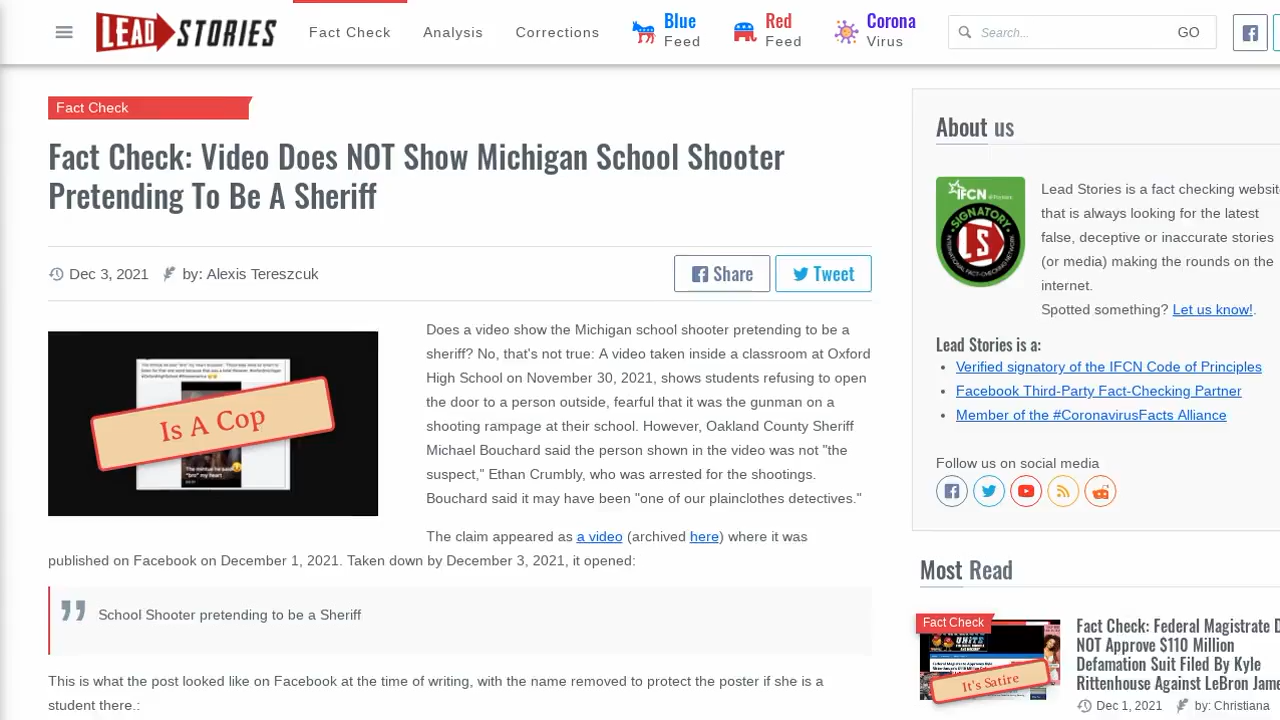 LEAD STORIES
Fact Check
Analysis
Corrections
Blue
Feed
Red
Feed
Corona
Virus
Search...
GO
Fact Check
Fact Check: Video Does NOT Show Michigan School Shooter
Pretending To Be A Sheriff
Dec 3, 2021 by: Alexis Tereszcuk
Share
Tweet
Is A Cop
Does a video show the Michigan school shooter pretending to be a
sheriff? No, that's not true: A video taken inside a classroom at Oxford
High School on November 30, 2021, shows students refusing to open
the door to a person outside, fearful that it was the gunman on a
shooting rampage at their school. However, Oakland County Sheriff
Michael Bouchard said the person shown in the video was not "the
suspect," Ethan Crumbly, who was arrested for the shootings.
Bouchard said it may have been "one of our plainclothes detectives."
The claim appeared as a video (archived here) where it was
published on Facebook on December 1, 2021. Taken down by December 3, 2021, it opened:
School Shooter pretending to be a Sheriff
This is what the post looked like on Facebook at the time of writing, with the name removed to protect the poster if she is a
student there.:
About us
IFCN
SIGNATORY
LS
Lead Stories is a fact checking website
that is always looking for the latest
false, deceptive or inaccurate stories
(or media) making the rounds on the
internet.
Spotted something? Let us know!.
Lead Stories is a:
Verified signatory of the IFCN Code of Principles
Facebook Third-Party Fact-Checking Partner
Member of the #CoronavirusFacts Alliance
Follow us on social media
Most Read
Fact Check
It's Satire
Fact Check: Federal Magistrate D
NOT Approve $110 Million
Defamation Suit Filed By Kyle
Rittenhouse Against LeBron Jame
Dec 1, 2021 by: Christiana